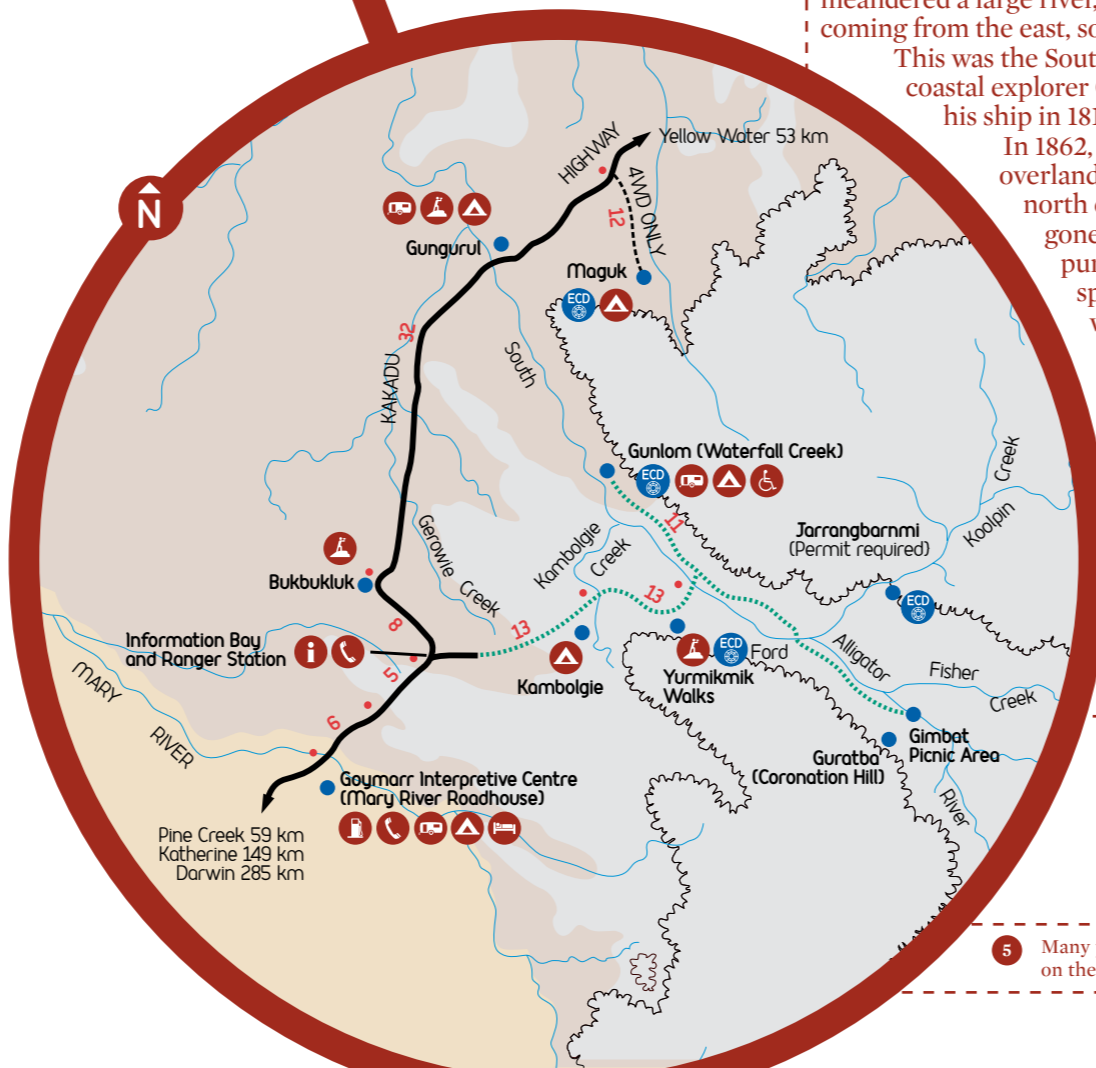 meandered a large river,
coming from the east, so
This was the South
coastal explorer
his ship in 181
In 1862,
overland
north
gone
pur
sp
N
HIGHWAY
Yellow Water 53 km
4WD ONLY
12
Gungurul
Maguk
ECD
32
KAKADU
South
Gunlom (Waterfall Creek)
ECD
11
Creek
Koolpin
Jarrangbarnmi
(Permit required)
ECD
Kambolgie
Creek
Gerowie Creek
Bukbukluk
8
13
13
Information Bay
and Ranger Station
i
5
Kambolgie
ECD
Ford
Yurmikmik
Walks
Alligator
Fisher
Creek
MARY
RIVER
6
Gimbat
Picnic Area
Guratba
(Coronation Hill)
River
Goymarr Interpretive Centre
(Mary River Roadhouse)
Pine Creek 59 km
Katherine 149 km
Darwin 285 km
5
Many
on the